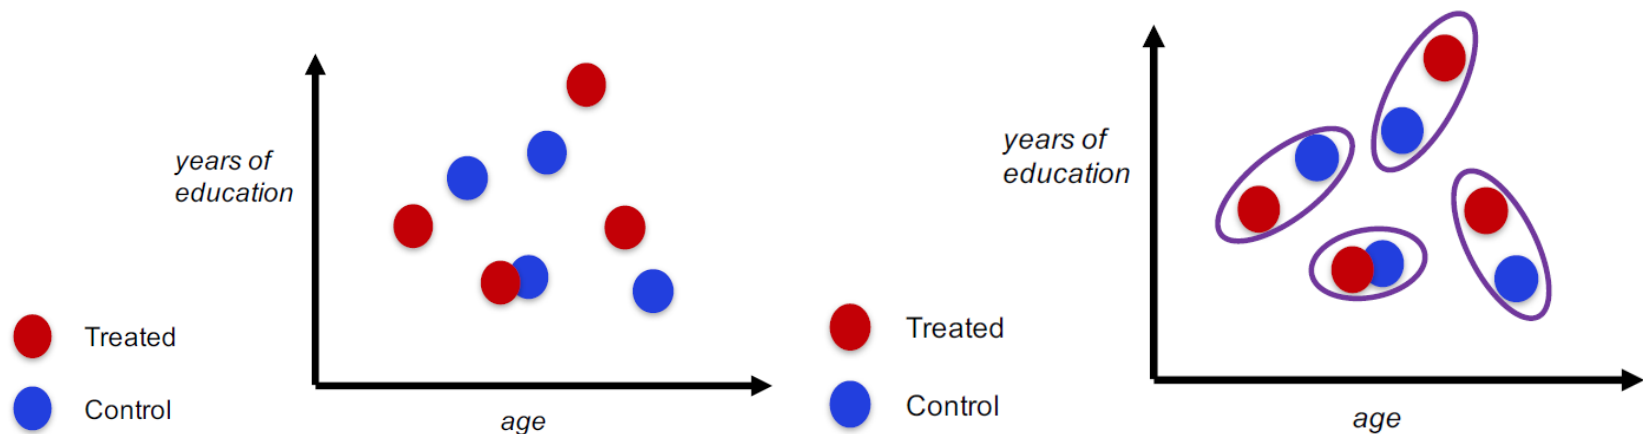 years of
education
Treated
Control
age
years of
education
Treated
Control
age